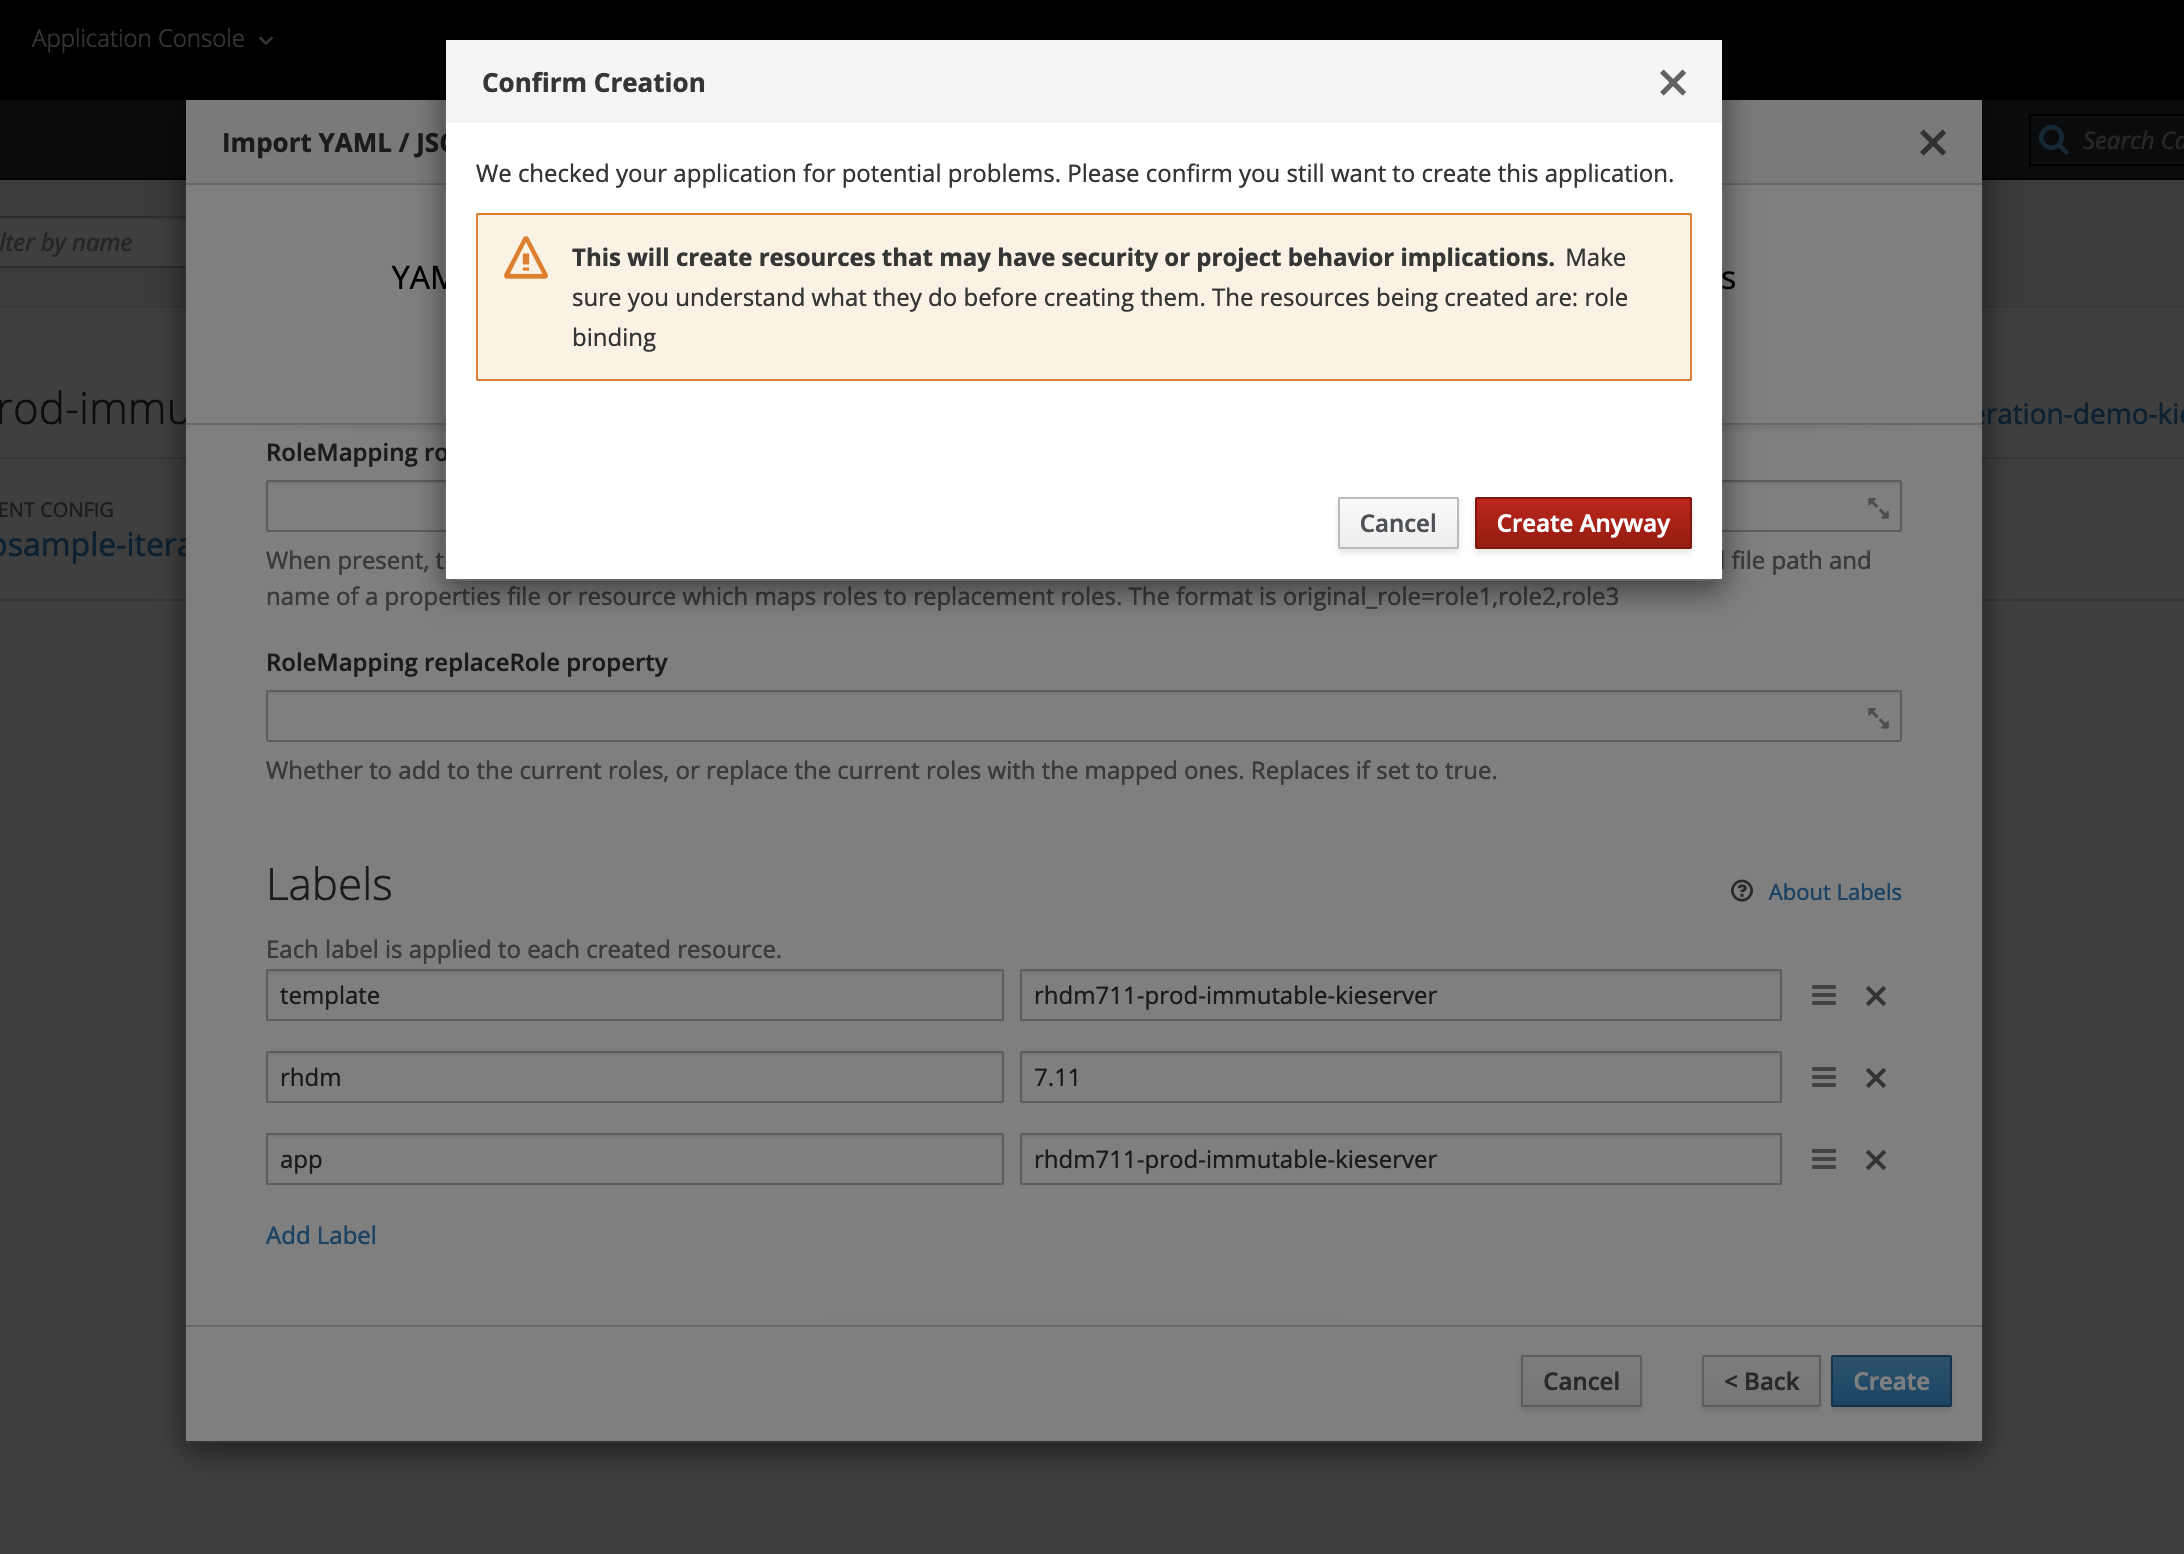 Application Console
Confirm Creation
Import YAML / JSO
Search Ca
We checked your application for potential problems. Please confirm you still want to create this application.
lter by name
This will create resources that may have security or project behavior implications. Make
sure you understand what they do before creating them. The resources being created are: role
binding
YAM
s
rod-immu
eration-demo-kie
RoleMapping ro
ENT CONFIG
osample-itera
Cancel
Create Anyway
When present, t
file path and
name of a properties file or resource which maps roles to replacement roles. The format is original_role=role1,role2,role3
RoleMapping replaceRole property
Whether to add to the current roles, or replace the current roles with the mapped ones. Replaces if set to true.
Labels
About Labels
Each label is applied to each created resource.
template rhdm711-prod-immutable-kieserver
rhdm 7.11
app rhdm711-prod-immutable-kieserver
Add Label
Cancel
< Back
Create